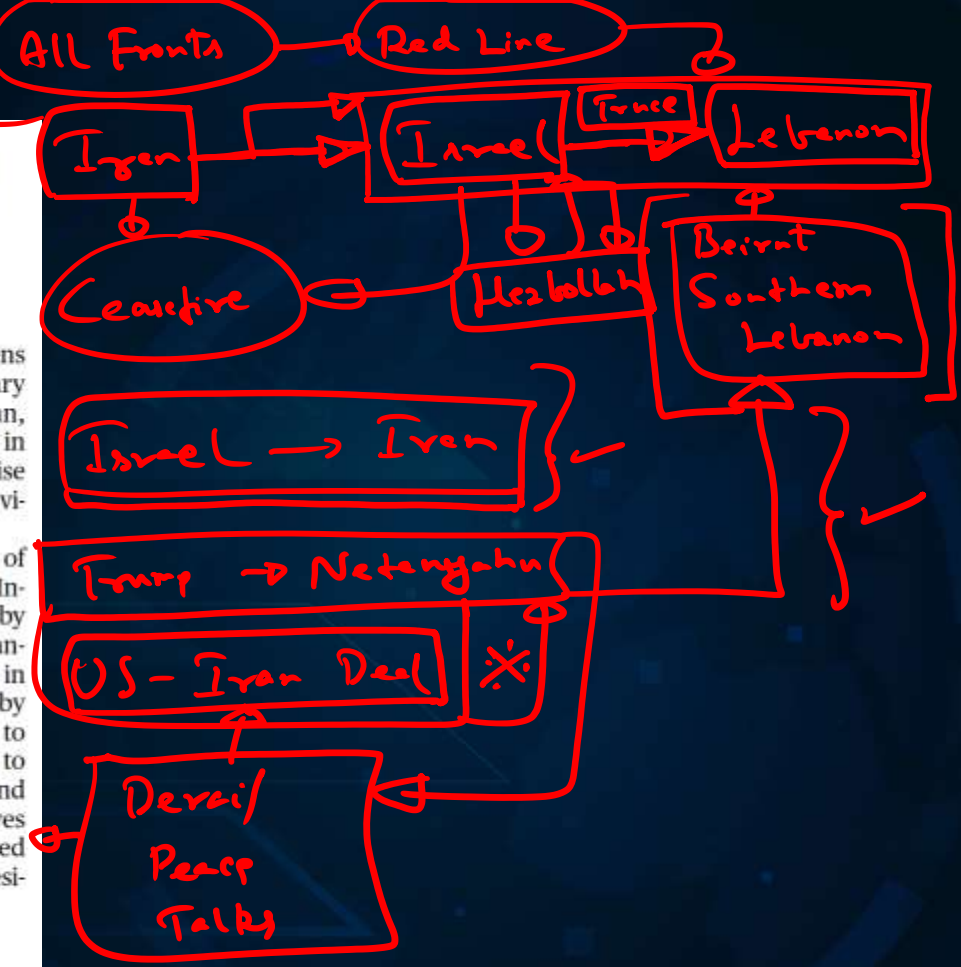 All Fronts Red Line
Iran Israel Truce Lebanon
Ceasefire Hezbollah Beirut
Southern
Lebanon
ns
ary
an,
in
ise
vi-
Israel → Iran
of
In-
by
an-
in
by
to
to
nd
ves
ed
esi-
Trump → Netanyahu
US - Iran Deal
Derail
Peace
Talks